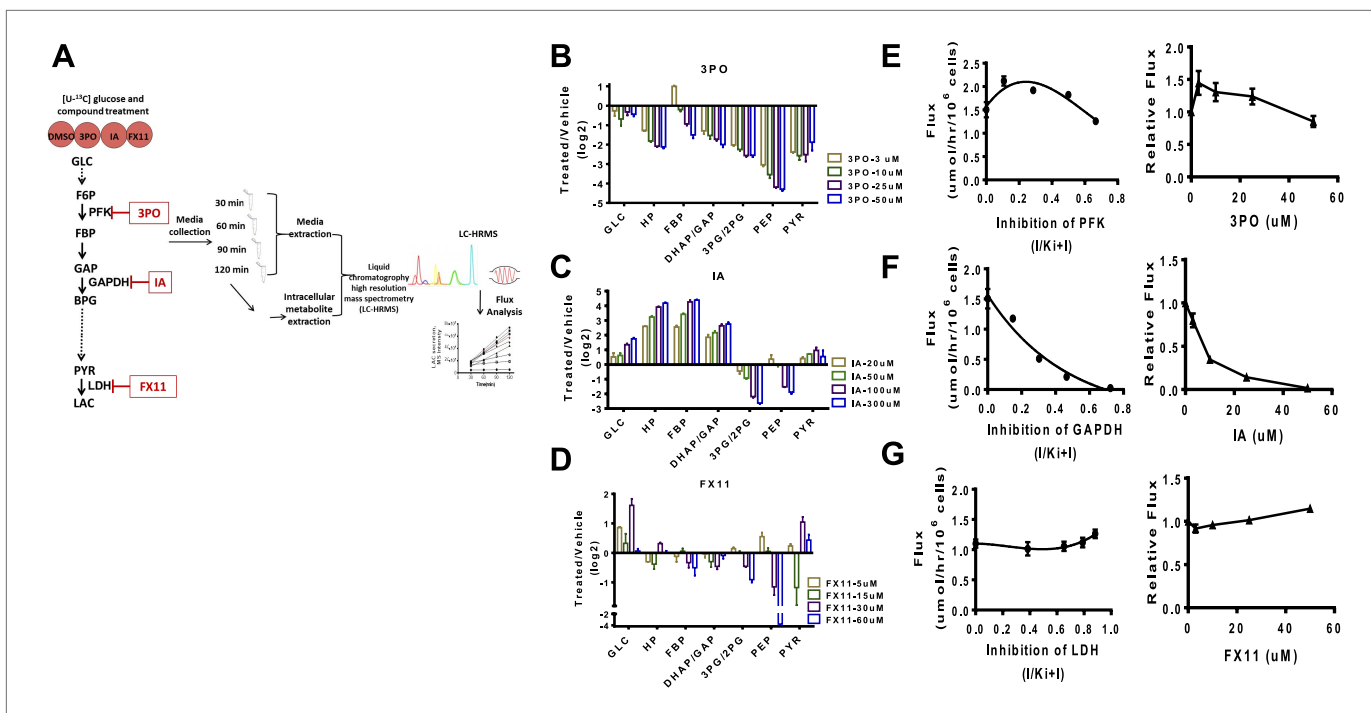 A
[U-¹³C] glucose and
compound treatment
DMSO 3PO IA FX11
GLC
F6P
PFK 3PO
FBP
GAP
GAPDH IA
BPG
PYR
LDH FX11
LAC
Media
collection
30 min
60 min
90 min
120 min
Media
extraction
Intracellular
metabolite
extraction
Liquid
chromatogrophy
high resolution
mass spectrometry
(LC-HRMS)
LC-HRMS
Flux
Analysis
LAC secretion,
MS Intensity
30 60 90 120
Time(min)
B
3PO
Treated/Vehicle
(log2)
1
0
-1
-2
-3
-4
-5
GLC
HP
FBP
DHAP/GAP
3PG/2PG
PEP
PYR
3PO-3 uM
3PO-10uM
3PO-25uM
3PO-50uM
C
IA
Treated/Vehicle
(log2)
5
4
3
2
1
0
-1
-2
-3
GLC
HP
FBP
DHAP/GAP
3PG/2PG
PEP
PYR
IA-20uM
IA-50uM
IA-100uM
IA-300uM
D
FX11
Treated/Vehicle
(log2)
2
1
0
-1
-2
-4
GLC
HP
FBP
DHAP/GAP
3PG/2PG
PEP
PYR
FX11-5uM
FX11-15uM
FX11-30uM
FX11-60uM
E
Flux
(umol/hr/10⁶ cells)
2.5
2.0
1.5
1.0
0.5
0.0
0.0 0.2 0.4 0.6 0.8
Inhibition of PFK
(I/Ki+I)
Relative Flux
2.0
1.5
1.0
0.5
0.0
0 20 40 60
3PO (uM)
F
Flux
(umol/hr/10⁶ cells)
2.0
1.5
1.0
0.5
0.0
0.0 0.2 0.4 0.6 0.8
Inhibition of GAPDH
(I/Ki+I)
Relative Flux
1.5
1.0
0.5
0.0
0 20 40 60
IA (uM)
G
Flux
(umol/hr/10⁶ cells)
2.0
1.5
1.0
0.5
0.0
0.0 0.2 0.4 0.6 0.8 1.0
Inhibition of LDH
(I/Ki+I)
Relative Flux
1.5
1.0
0.5
0.0
0 20 40 60
FX11 (uM)